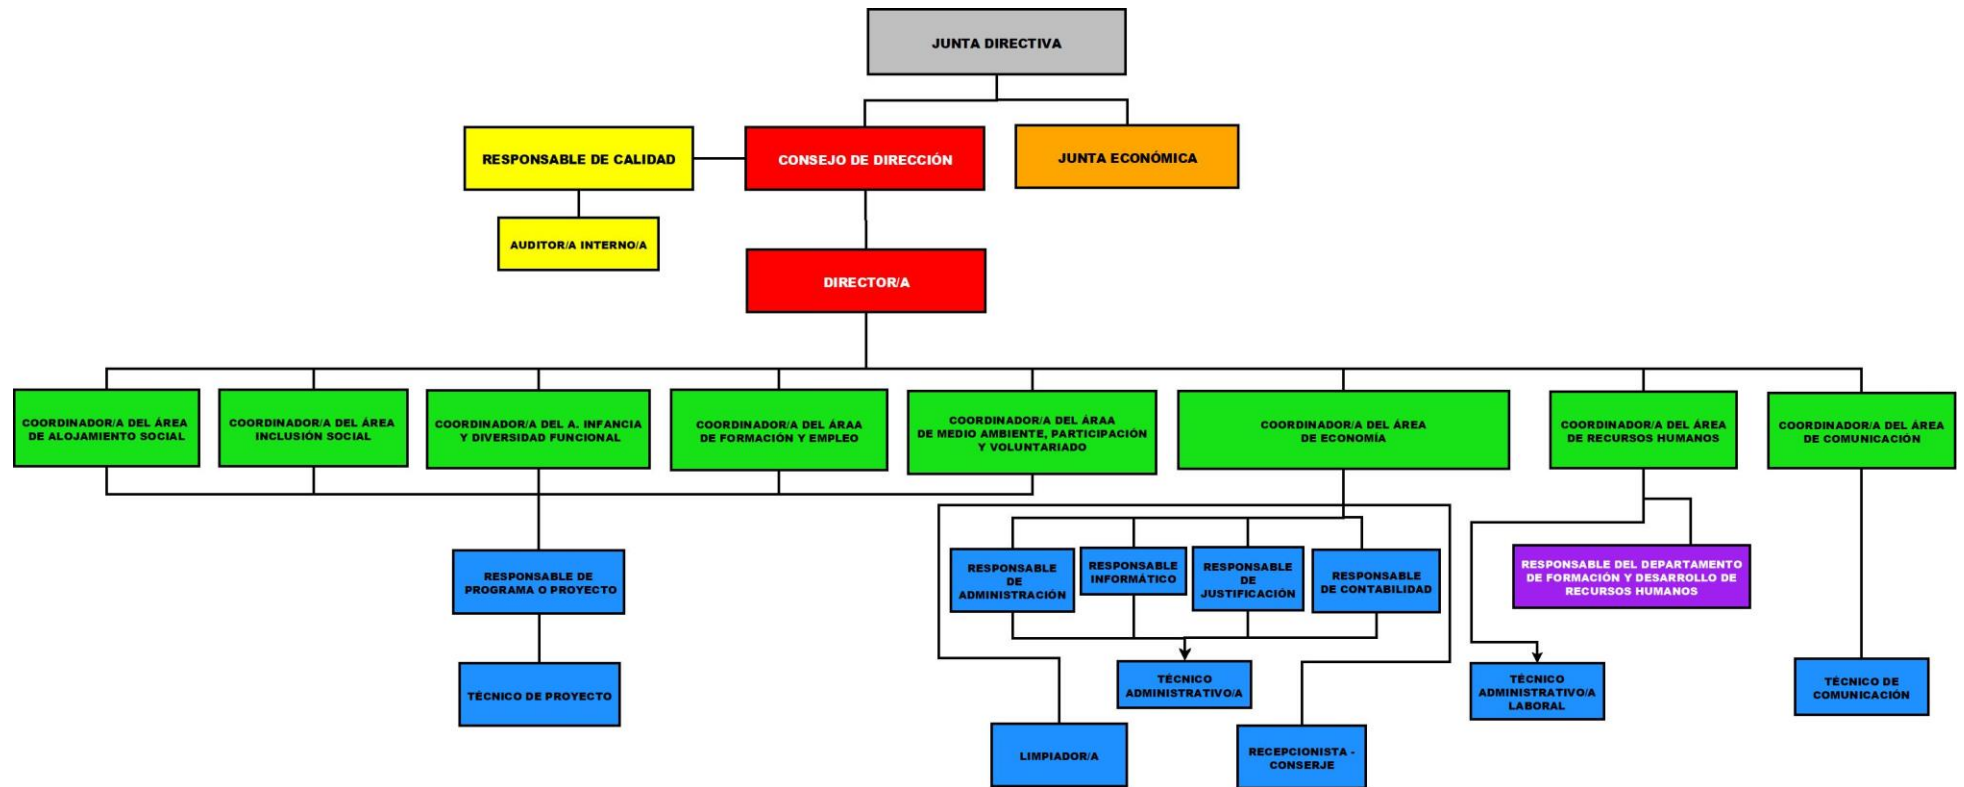 JUNTA DIRECTIVA
RESPONSABLE DE CALIDAD
CONSEJO DE DIRECCIÓN
JUNTA ECONÓMICA
AUDITOR/A INTERNO/A
DIRECTOR/A
COORDINADOR/A DEL ÁREA
DE ALOJAMIENTO SOCIAL
COORDINADOR/A DEL ÁREA
INCLUSIÓN SOCIAL
COORDINADOR/A DEL A. INFANCIA
Y DIVERSIDAD FUNCIONAL
COORDINADOR/A DEL ÁRAA
DE FORMACIÓN Y EMPLEO
COORDINADOR/A DEL ÁRAA
DE MEDIO AMBIENTE, PARTICIPACIÓN
Y VOLUNTARIADO
COORDINADOR/A DEL ÁREA
DE ECONOMÍA
COORDINADOR/A DEL ÁREA
DE RECURSOS HUMANOS
COORDINADOR/A DEL ÁREA
DE COMUNICACIÓN
RESPONSABLE DE
PROGRAMA O PROYECTO
RESPONSABLE
DE
ADMINISTRACIÓN
RESPONSABLE
INFORMÁTICO
RESPONSABLE
DE
JUSTIFICACIÓN
RESPONSABLE
DE CONTABILIDAD
RESPONSABLE DEL DEPARTAMENTO
DE FORMACIÓN Y DESARROLLO DE
RECURSOS HUMANOS
TÉCNICO DE PROYECTO
TÉCNICO
ADMINISTRATIVO/A
TÉCNICO
ADMINISTRATIVO/A
LABORAL
TÉCNICO DE
COMUNICACIÓN
LIMPIADOR/A
RECEPCIONISTA -
CONSERJE